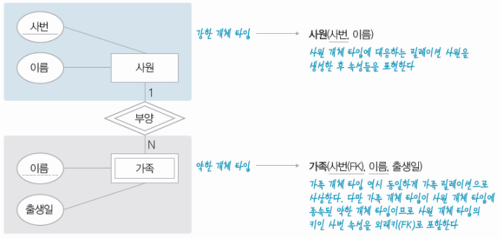 사번
이름
사원
1
부양
N
이름
가족
출생일
강한 개체 타입
사원(사번, 이름)
사원 개체 타입에 대응하는 릴레이션 사원을
생성한 후 속성들을 표현한다
약한 개체 타입
가족(사번(FK), 이름, 출생일)
가족 개체 타입 역시 동일하게 가족 릴레이션으로
사상한다. 다만 가족 개체 타입이 사원 개체 타입에
종속된 약한 개체 타입이므로 사원 개체 타입의
키인 사번 속성을 외래키(FK)로 포함한다